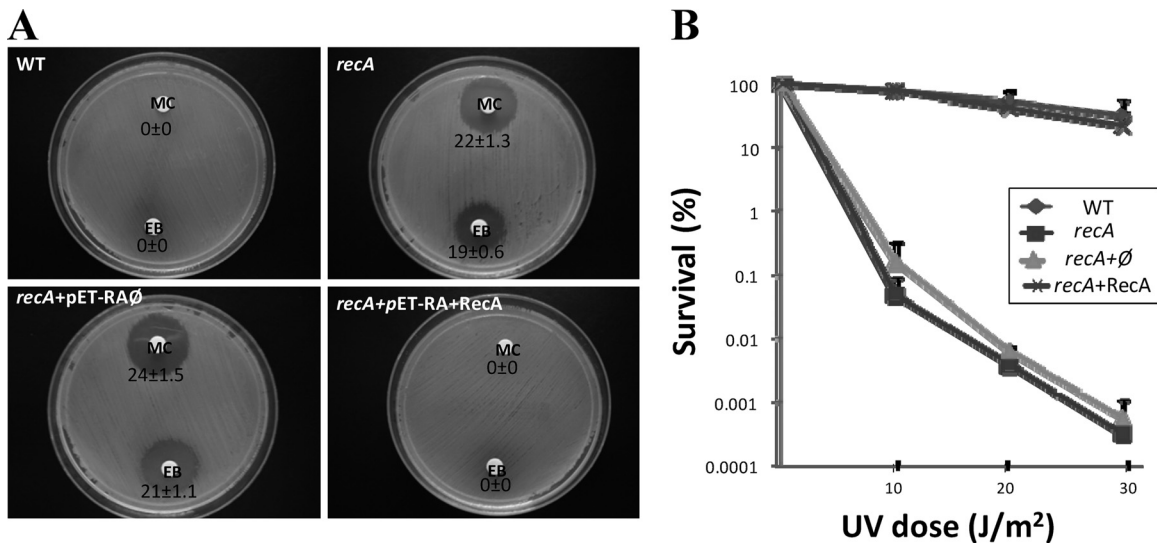 A
WT
MC
0±0
EB
0±0
recA
MC
22±1.3
EB
19±0.6
recA+pET-RAØ
MC
24±1.5
EB
21±1.1
recA+pET-RA+RecA
MC
0±0
EB
0±0
B
Survival (%)
100
10
1
0.1
0.01
0.001
0.0001
10
20
30
UV dose (J/m²)
WT
recA
recA+Ø
recA+RecA